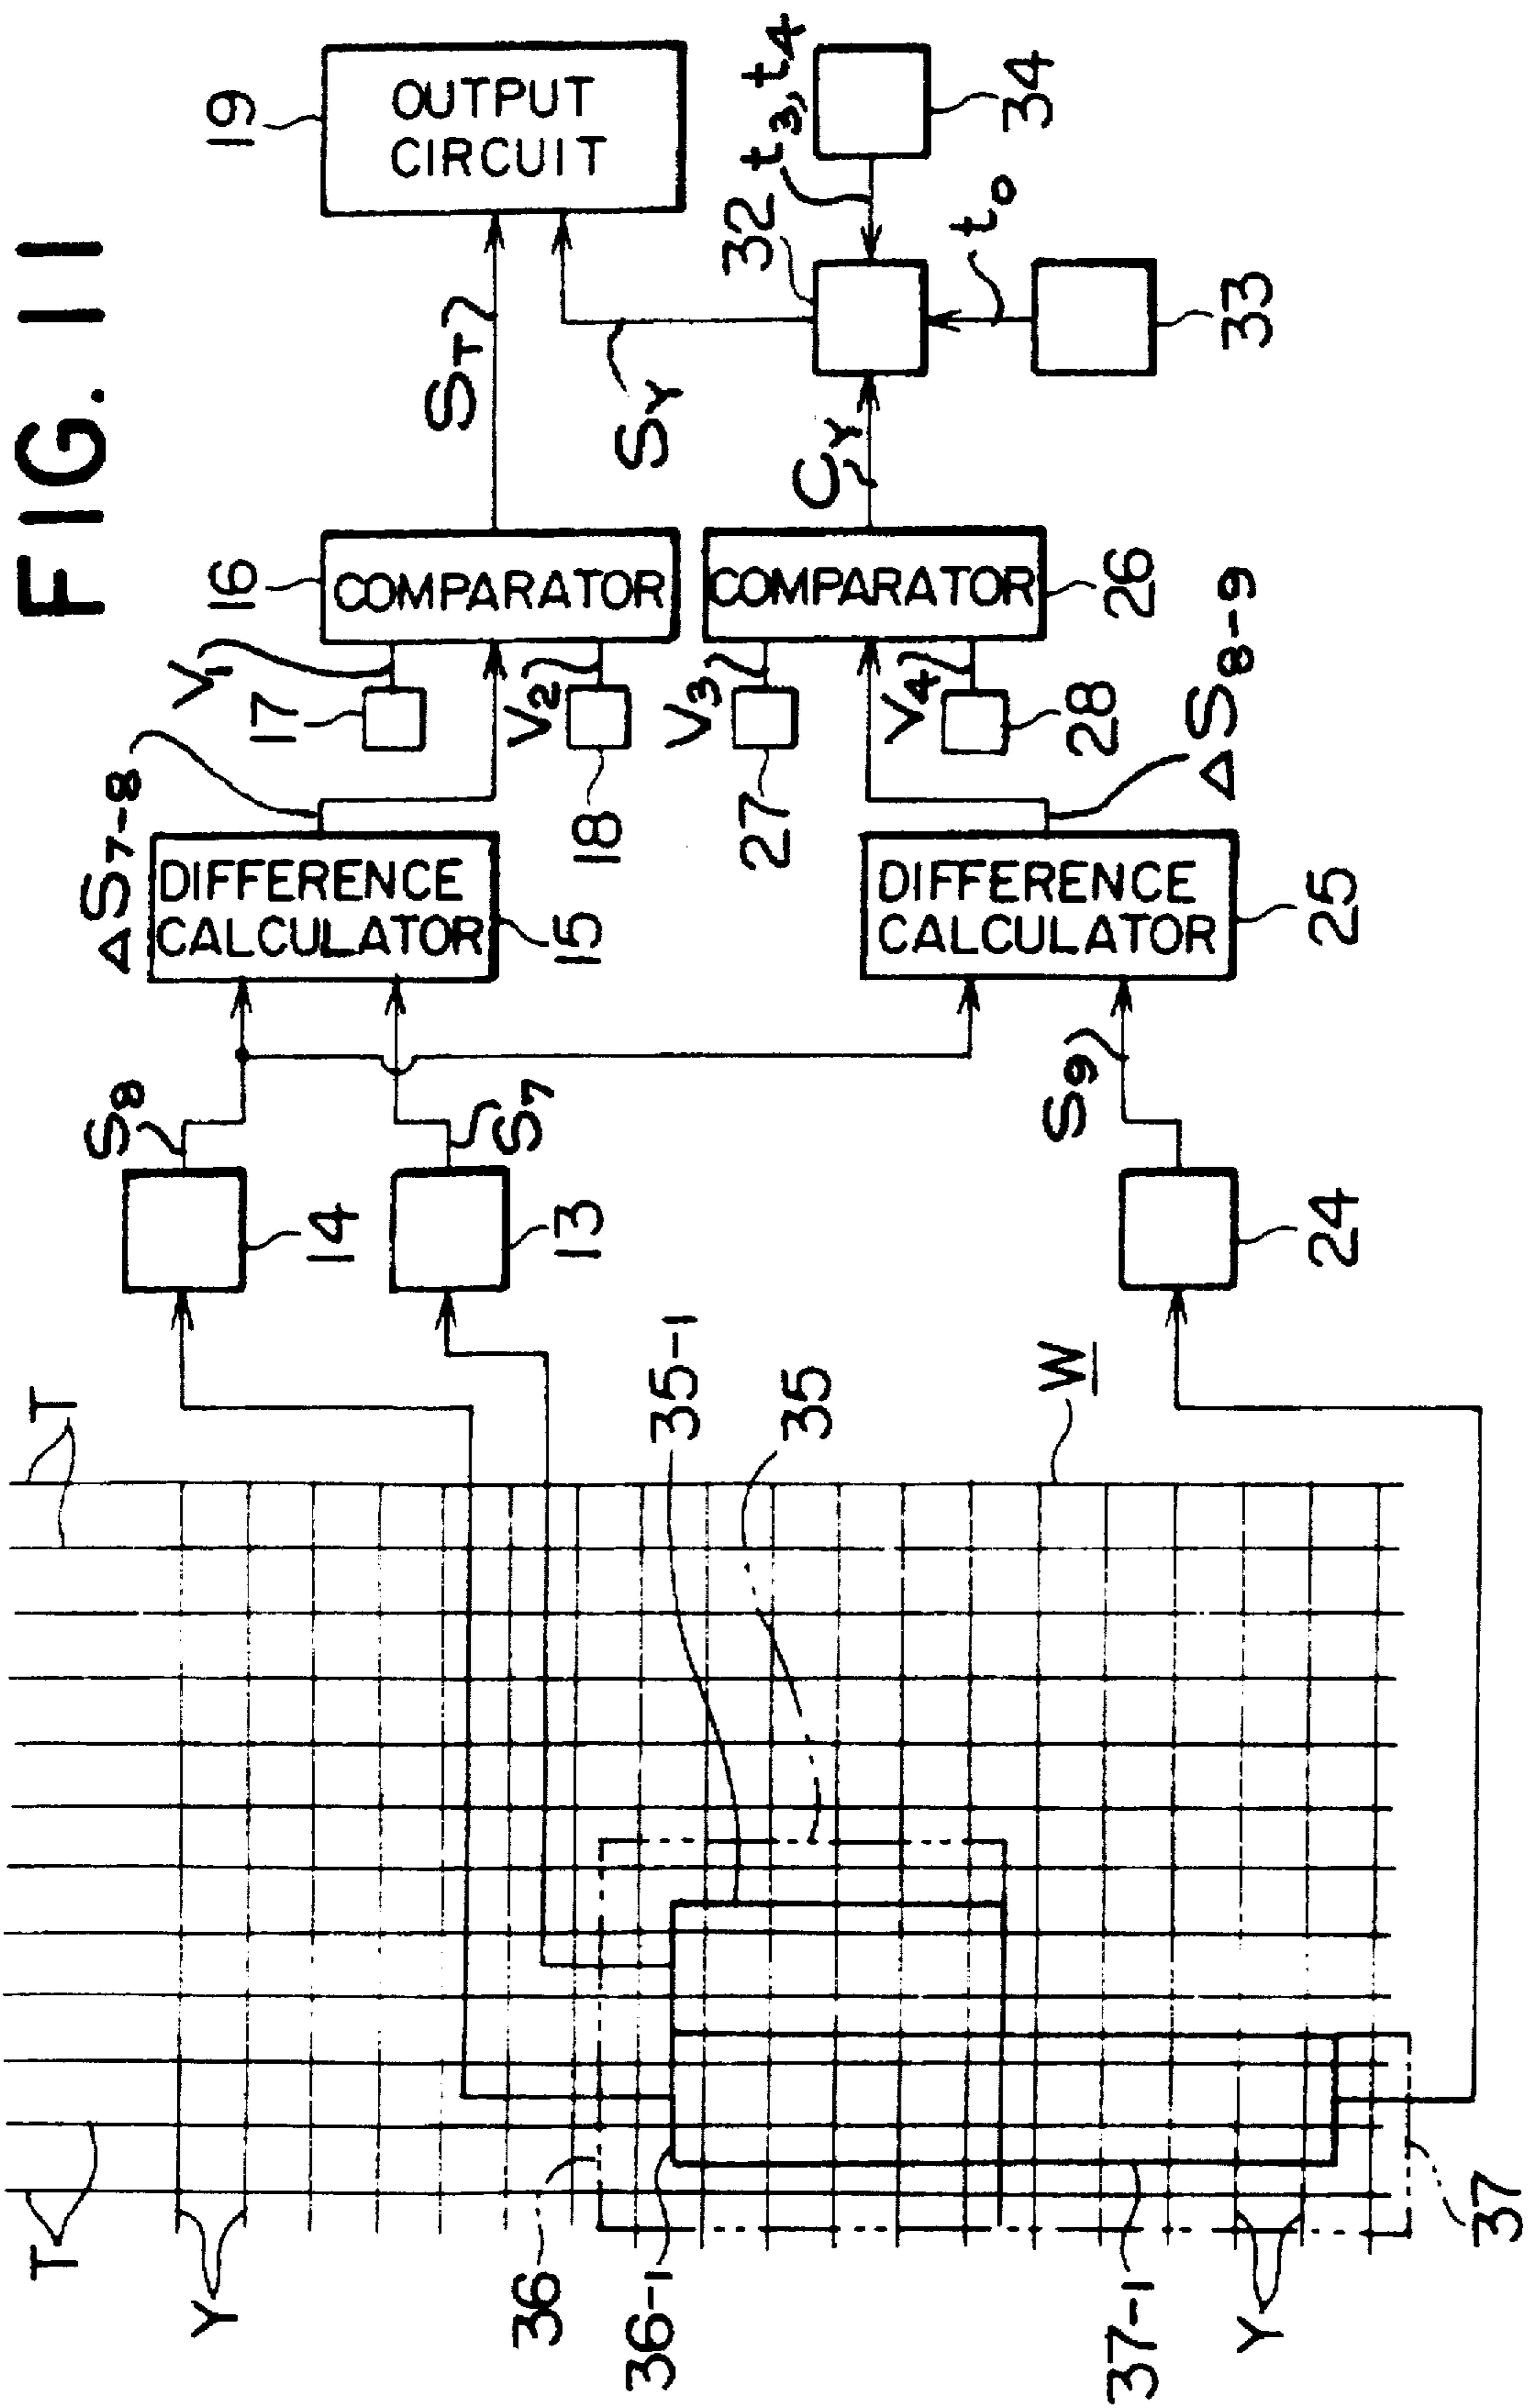 FIG. 11
19
OUTPUT
CIRCUIT
t3, t4
34
32
t0
33
ST
SY
CY
16
COMPARATOR
COMPARATOR
26
V1
17
V2
18
V3
27
V4
28
ΔS7-8
DIFFERENCE
CALCULATOR
15
ΔS8-9
DIFFERENCE
CALCULATOR
25
S8
14
S7
13
S9
24
T
35-1
35
W
T
Y
36
36-1
37-1
Y
37